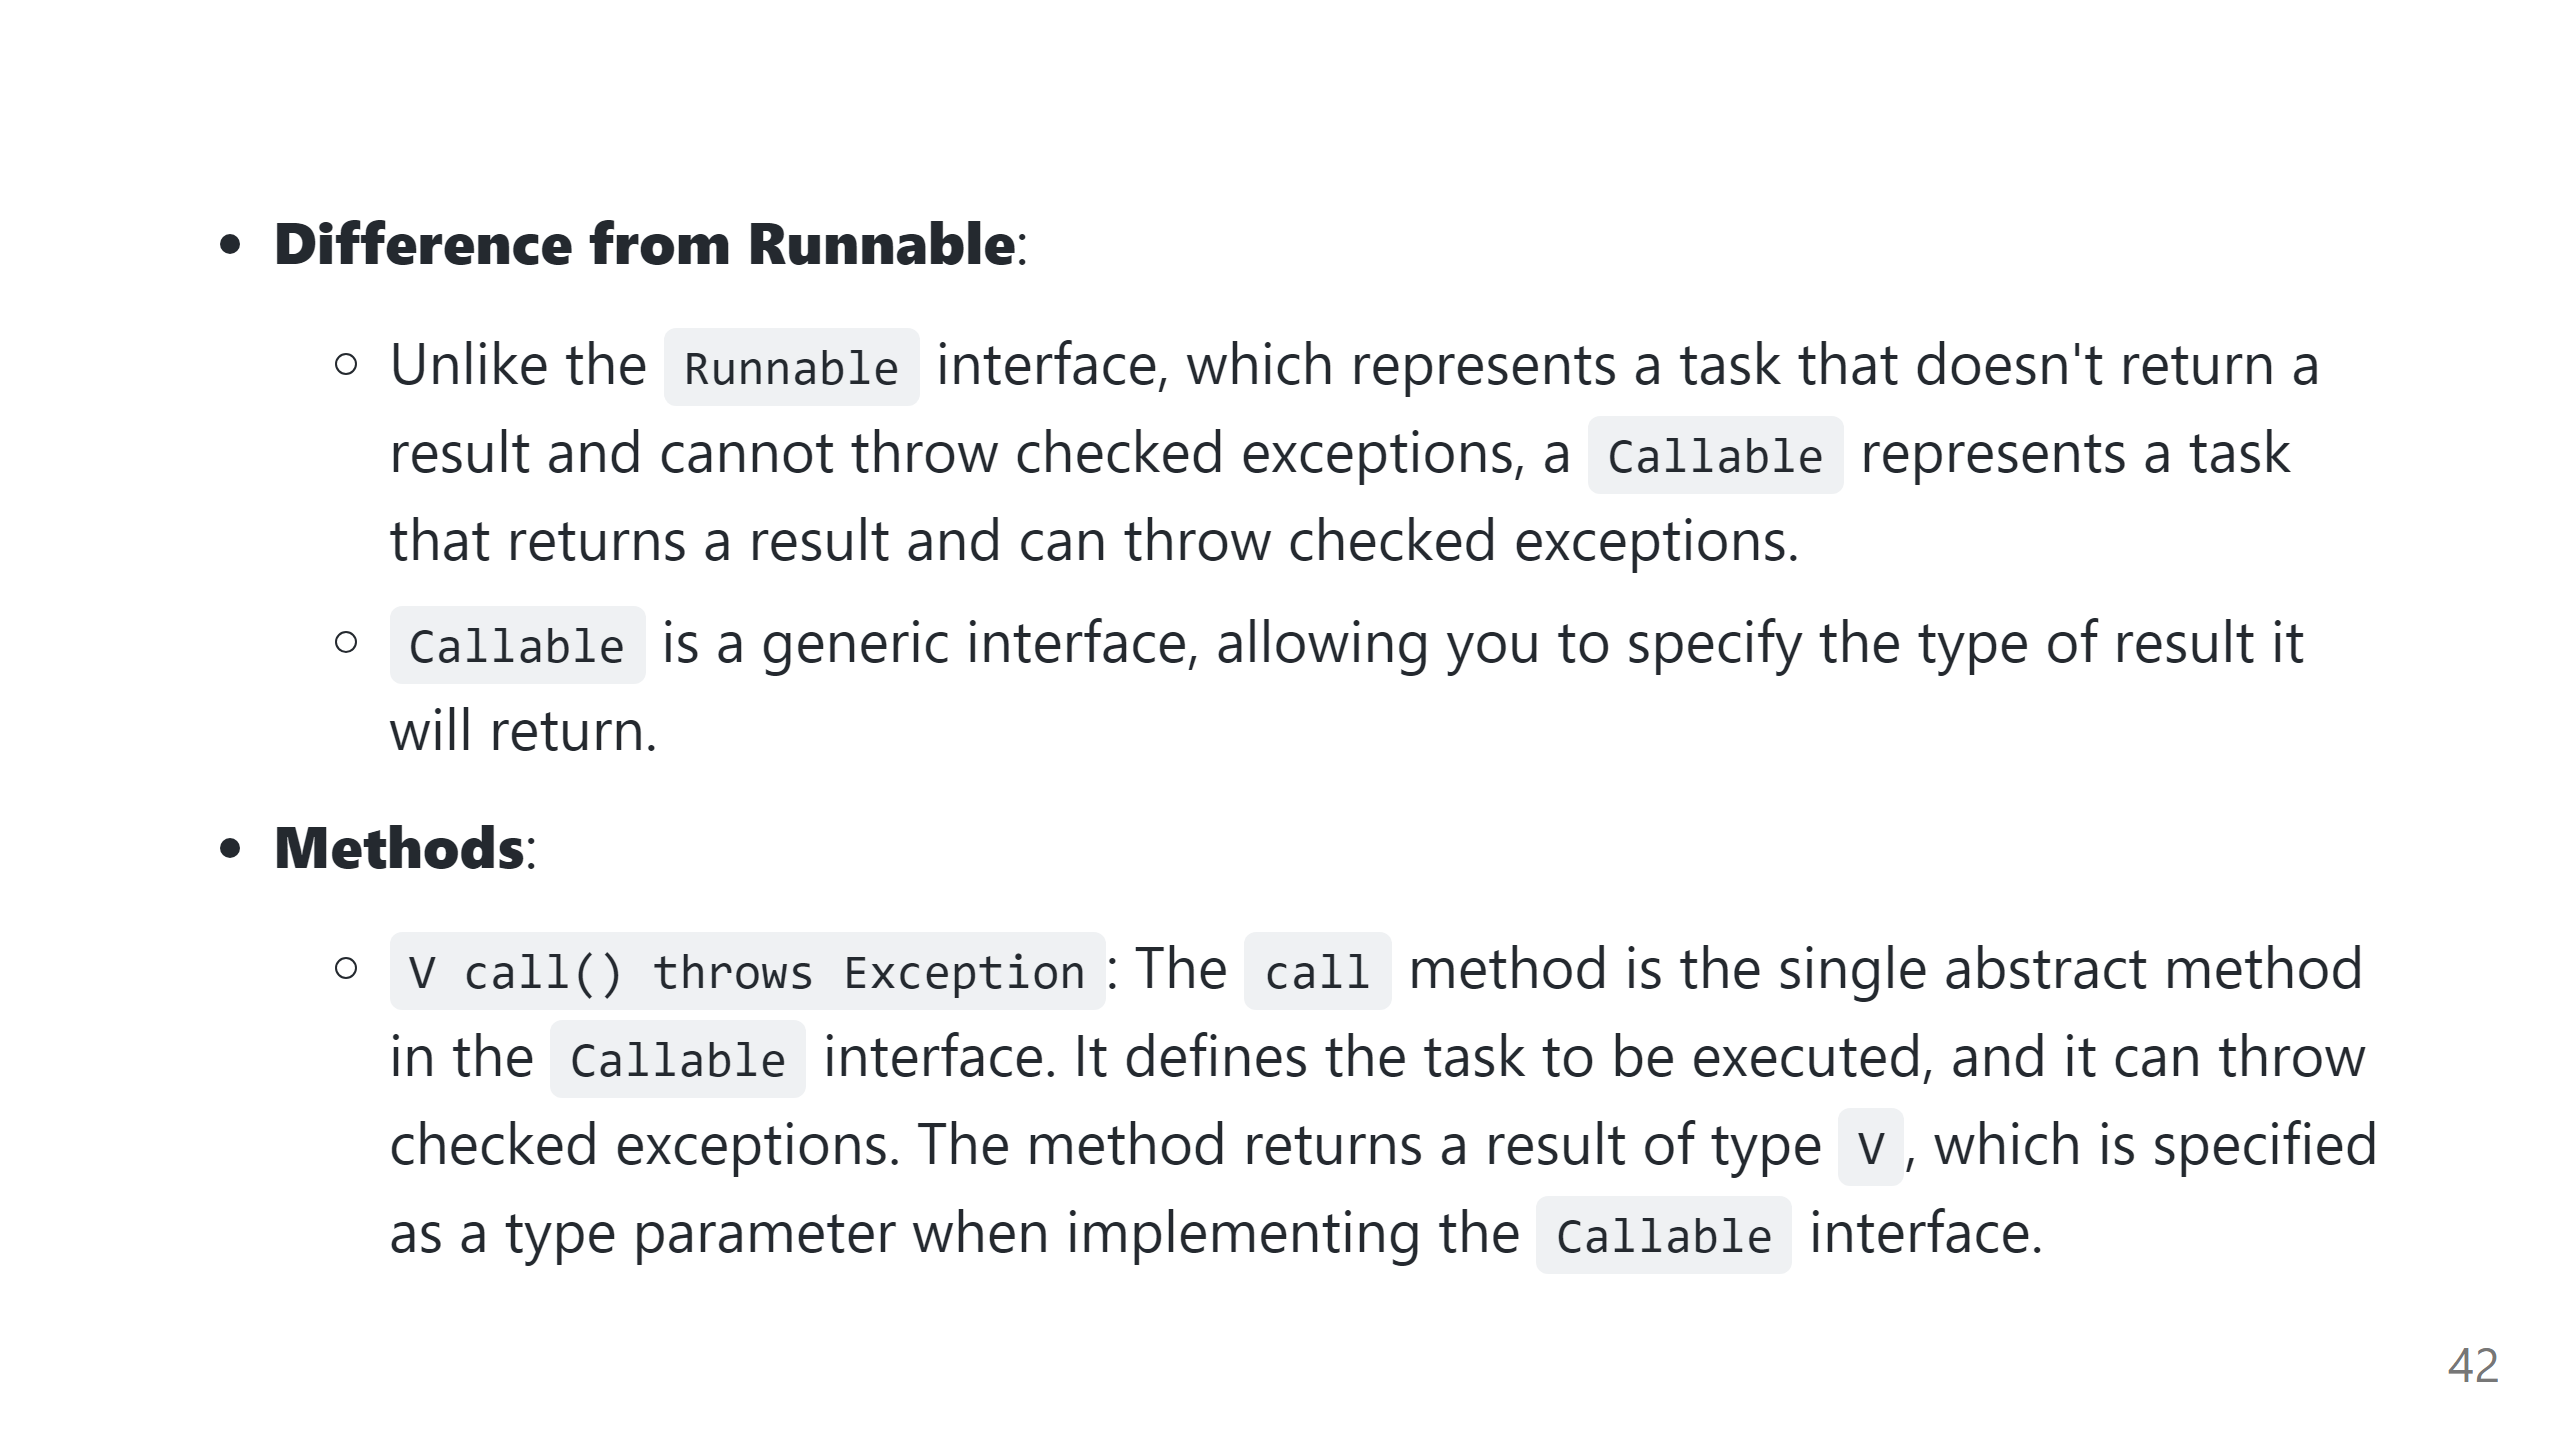 Difference from Runnable:
Unlike the Runnable interface, which represents a task that doesn't return a
result and cannot throw checked exceptions, a Callable represents a task
that returns a result and can throw checked exceptions.
Callable is a generic interface, allowing you to specify the type of result it
will return.
Methods:
V call() throws Exception: The call method is the single abstract method
in the Callable interface. It defines the task to be executed, and it can throw
checked exceptions. The method returns a result of type V, which is specified
as a type parameter when implementing the Callable interface.
42